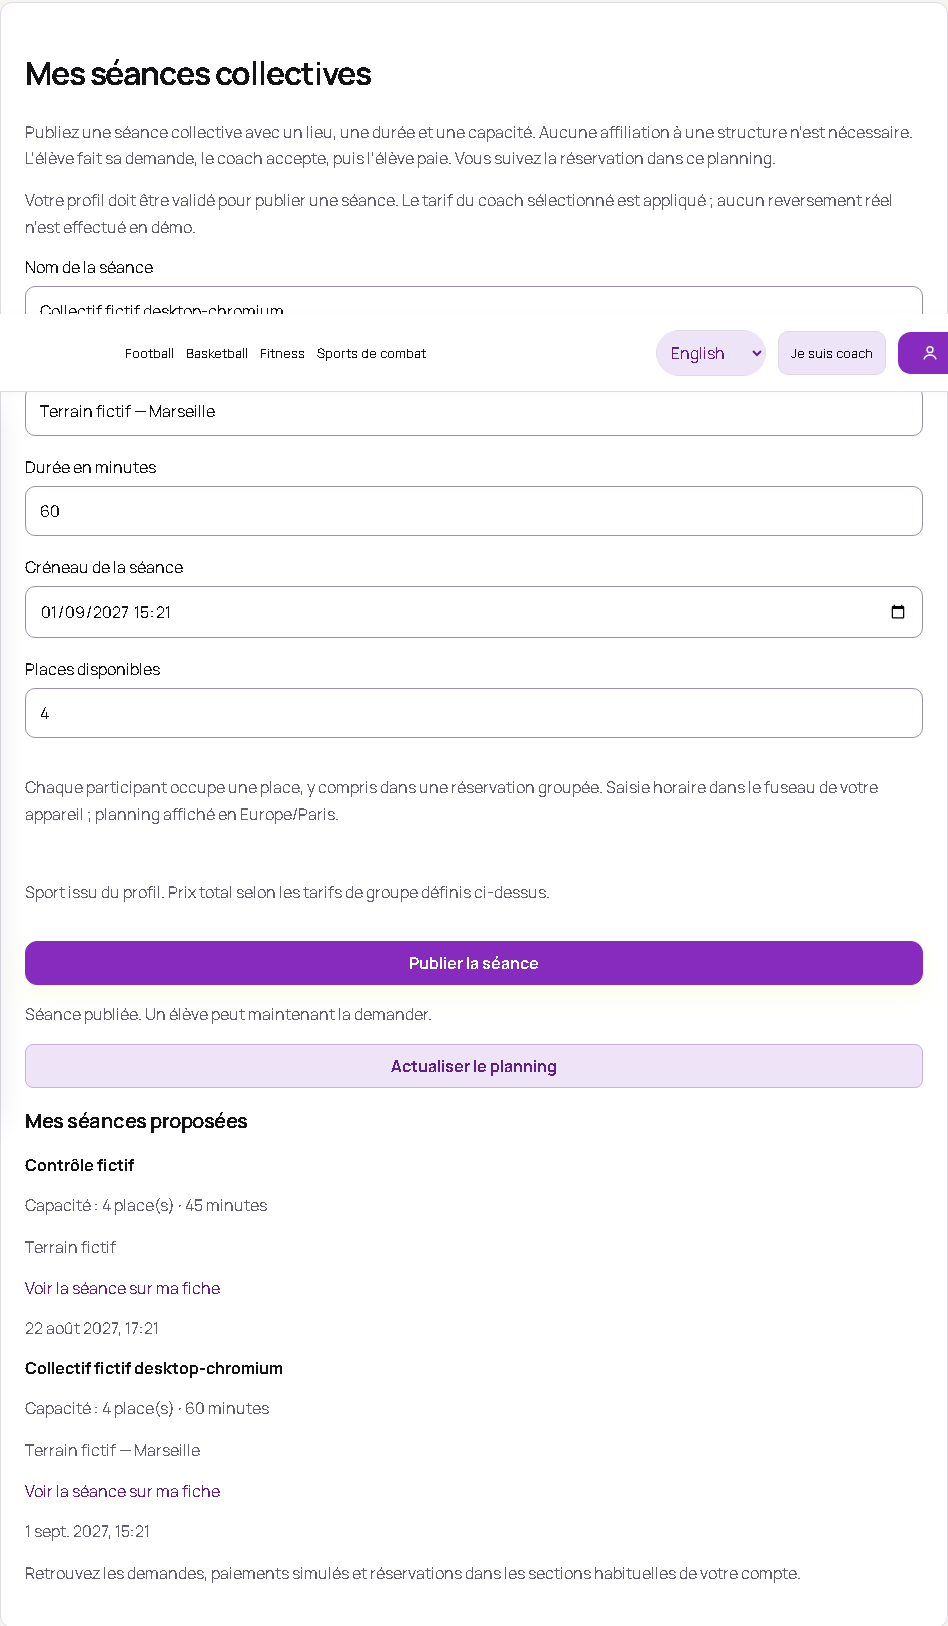 Mes séances collectives
Publiez une séance collective avec un lieu, une durée et une capacité. Aucune affiliation à une structure n'est nécessaire.
L'élève fait sa demande, le coach accepte, puis l'élève paie. Vous suivez la réservation dans ce planning.
Votre profil doit être validé pour publier une séance. Le tarif du coach sélectionné est appliqué ; aucun reversement réel
n'est effectué en démo.
Nom de la séance
Collectif fictif desktop-chromium
Football Basketball Fitness Sports de combat English Je suis coach
Terrain fictif — Marseille
Durée en minutes
60
Créneau de la séance
01/09/2027 15:21
Places disponibles
4
Chaque participant occupe une place, y compris dans une réservation groupée. Saisie horaire dans le fuseau de votre
appareil ; planning affiché en Europe/Paris.
Sport issu du profil. Prix total selon les tarifs de groupe définis ci-dessus.
Publier la séance
Séance publiée. Un élève peut maintenant la demander.
Actualiser le planning
Mes séances proposées
Contrôle fictif
Capacité : 4 place(s) · 45 minutes
Terrain fictif
Voir la séance sur ma fiche
22 août 2027, 17:21
Collectif fictif desktop-chromium
Capacité : 4 place(s) · 60 minutes
Terrain fictif — Marseille
Voir la séance sur ma fiche
1 sept. 2027, 15:21
Retrouvez les demandes, paiements simulés et réservations dans les sections habituelles de votre compte.